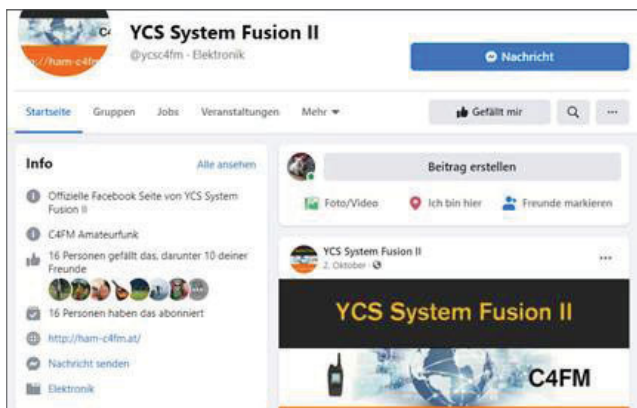 C4
p://ham-c4fm
YCS System Fusion II
@ycsc4fm - Elektronik
Nachricht
Startseite Gruppen Jobs Veranstaltungen Mehr
Gefällt mir
Info Alle ansehen
Offizielle Facebook Seite von YCS System
Fusion II
C4FM Amateurfunk
16 Personen gefällt das, darunter 10 deiner
Freunde
16 Personen haben das abonniert
http://ham-c4fm.at/
Nachricht senden
Elektronik
Beitrag erstellen
Foto/Video Ich bin hier Freunde markieren
YCS System Fusion II
2. Oktober ·
YCS System Fusion II
C4FM